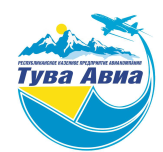 РЕСПУБЛИКАНСКОЕ КАЗЕННОЕ ПРЕДПРИЯТИЕ АВИАКОМПАНИЯ
Тува Авиа